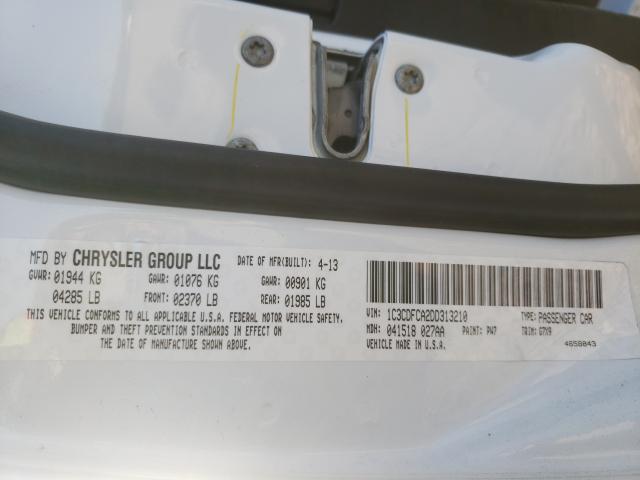 MFD BY CHRYSLER GROUP LLC DATE OF MFR(BUILT): 4-13
GVWR: 01944 KG GAWR: 01076 KG GAWR: 00901 KG
04285 LB FRONT: 02370 LB REAR: 01985 LB
THIS VEHICLE CONFORMS TO ALL APPLICABLE U.S.A. FEDERAL MOTOR VEHICLE SAFETY,
BUMPER AND THEFT PREVENTION STANDARDS IN EFFECT ON
THE DATE OF MANUFACTURE SHOWN ABOVE.
VIN: 1C3CDFCA2DD313210 TYPE: PASSENGER CAR
MDH: 041518 027AA PAINT: PW7 TRIM: G7X9
VEHICLE MADE IN U.S.A. 4658043